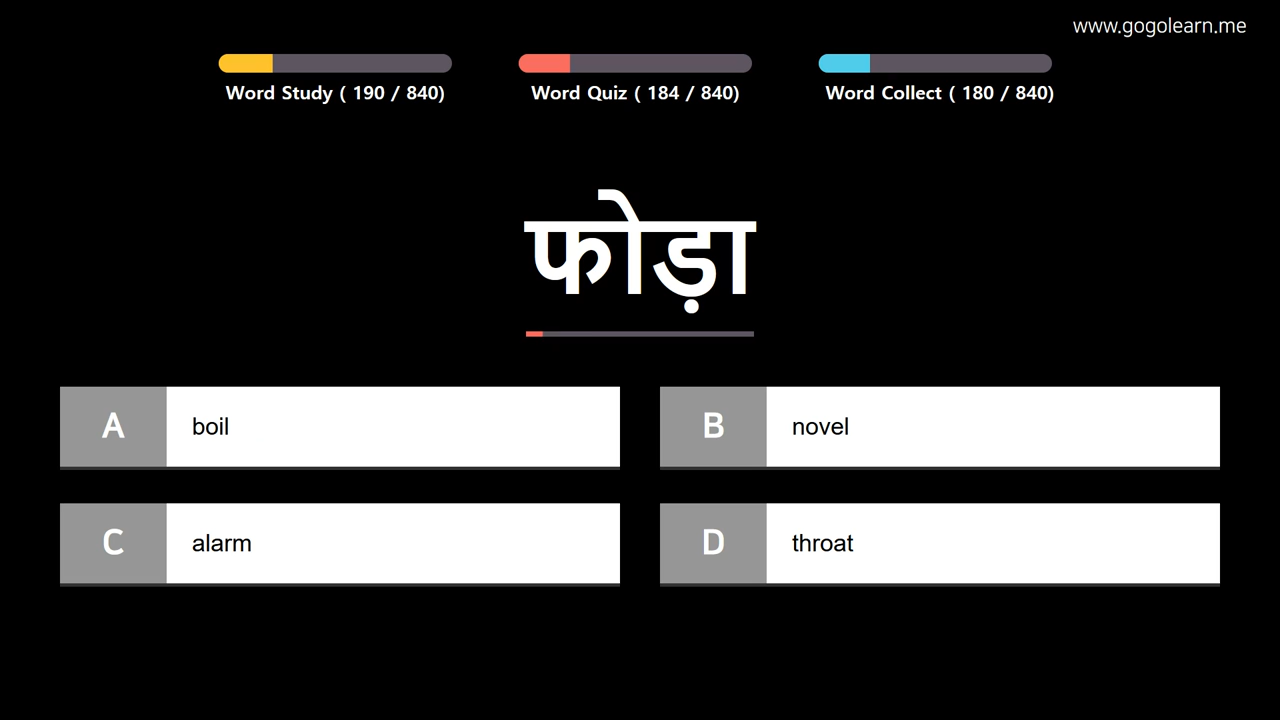 www.gogolearn.me
Word Study ( 190 / 840)
Word Quiz ( 184 / 840)
Word Collect ( 180 / 840)
फोड़ा
A boil
B novel
C alarm
D throat